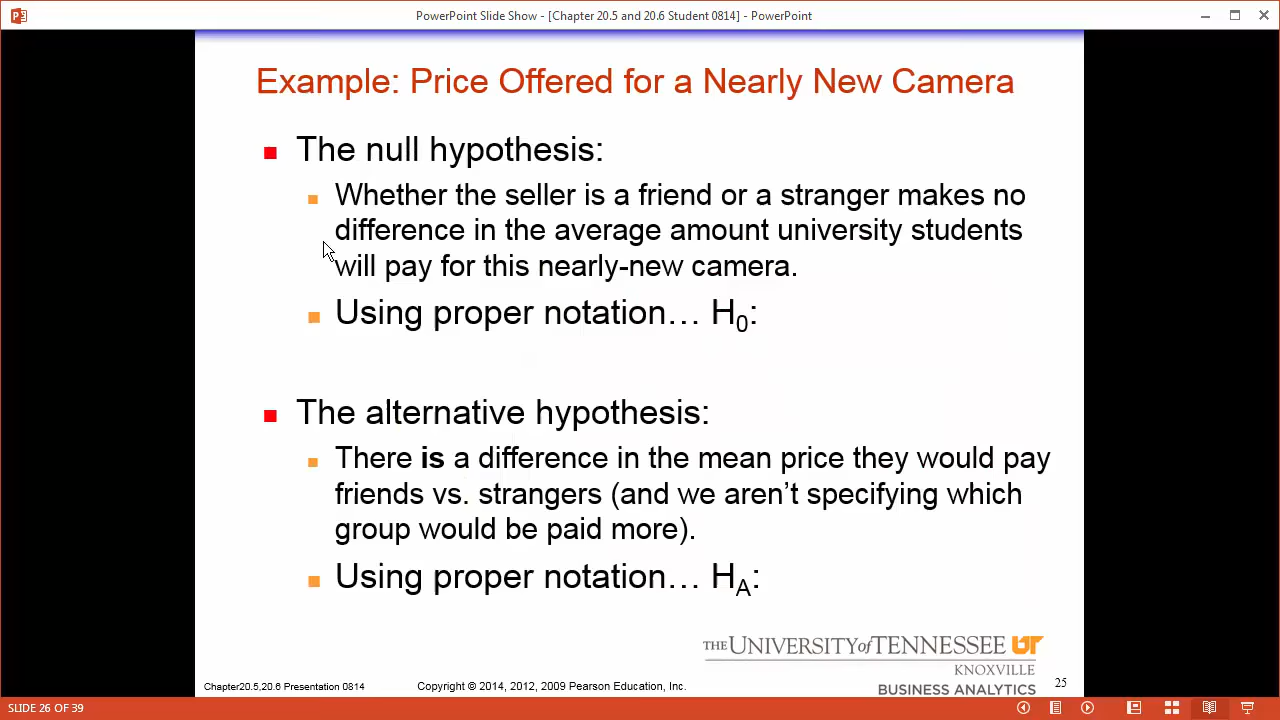 PowerPoint Slide Show - [Chapter 20.5 and 20.6 Student 0814] - PowerPoint
Example: Price Offered for a Nearly New Camera
The null hypothesis:
Whether the seller is a friend or a stranger makes no
difference in the average amount university students
will pay for this nearly-new camera.
Using proper notation… H0:
The alternative hypothesis:
There is a difference in the mean price they would pay
friends vs. strangers (and we aren't specifying which
group would be paid more).
Using proper notation… HA:
THE UNIVERSITY of TENNESSEE UT
KNOXVILLE
BUSINESS ANALYTICS
Chapter20.5,20.6 Presentation 0814
Copyright © 2014, 2012, 2009 Pearson Education, Inc.
25
SLIDE 26 OF 39